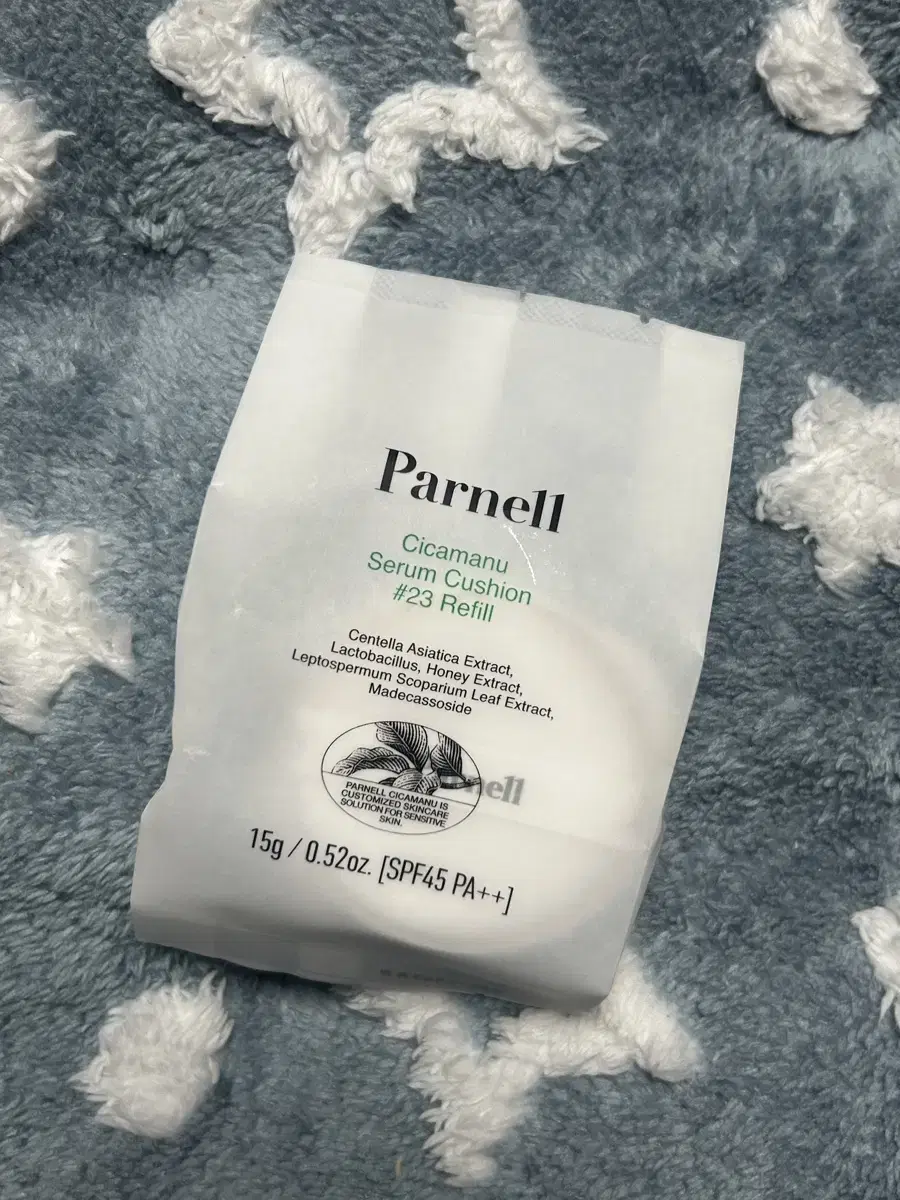 Parnell
Cicamanu
Serum Cushion
#23 Refill
Centella Asiatica Extract,
Lactobacillus, Honey Extract,
Leptospermum Scoparium Leaf Extract,
Madecassoside
PARNELL CICAMANU IS
CUSTOMIZED SKINCARE
SOLUTION FOR SENSITIVE
SKIN.
15g / 0.52oz. [SPF45 PA++]